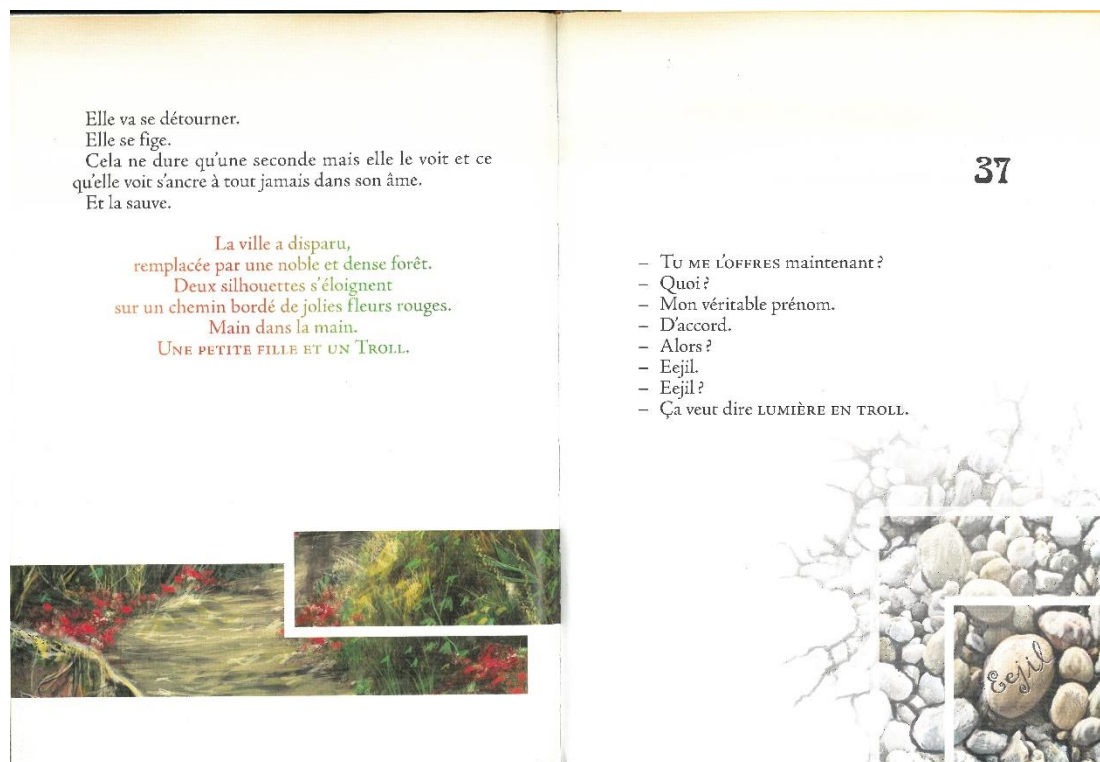 Elle va se détourner.
Elle se fige.
Cela ne dure qu'une seconde mais elle le voit et ce
qu'elle voit s'ancre à tout jamais dans son âme.
Et la sauve.
La ville a disparu,
remplacée par une noble et dense forêt.
Deux silhouettes s'éloignent
sur un chemin bordé de jolies fleurs rouges.
Main dans la main.
UNE PETITE FILLE ET UN TROLL.
37
– TU ME L'OFFRES maintenant ?
– Quoi ?
– Mon véritable prénom.
– D'accord.
– Alors ?
– Eejil.
– Eejil ?
– Ça veut dire LUMIÈRE EN TROLL.
Eejil